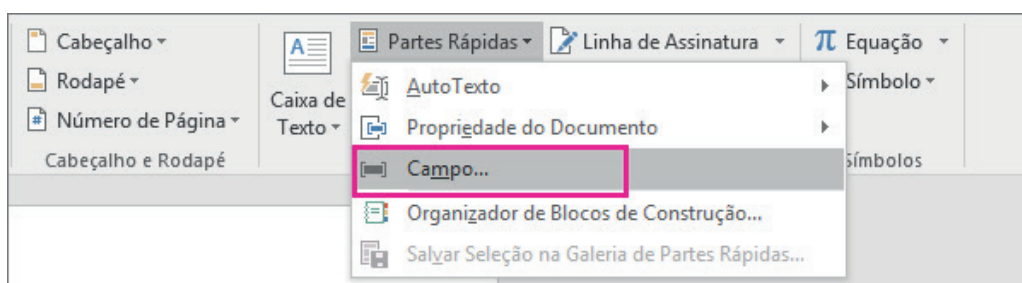 Cabeçalho
Rodapé
Número de Página
Cabeçalho e Rodapé
Caixa de
Texto
Partes Rápidas
Linha de Assinatura
AutoTexto
Propriedade do Documento
Campo...
Organizador de Blocos de Construção...
Salvar Seleção na Galeria de Partes Rápidas...
π Equação
Símbolo
Símbolos